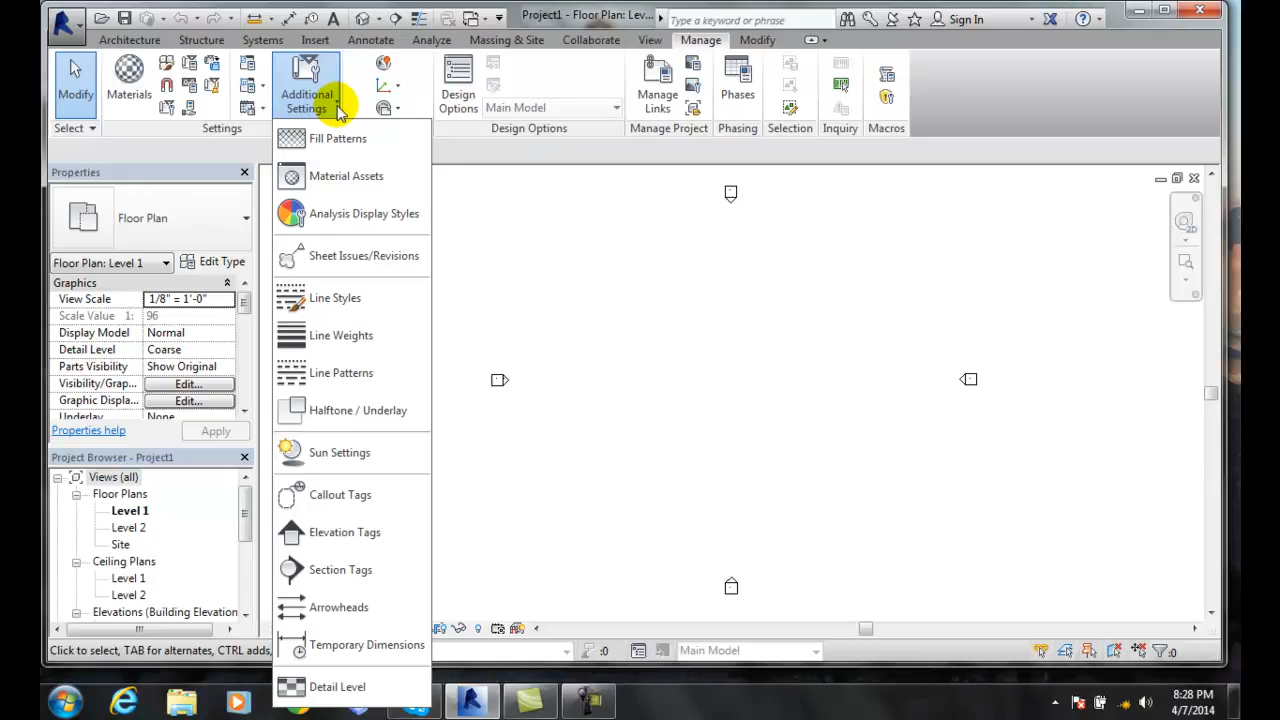 Project1 - Floor Plan: Lev...
Type a keyword or phrase
Sign In
Architecture
Structure
Systems
Insert
Annotate
Analyze
Massing & Site
Collaborate
View
Manage
Modify
Modify
Materials
Additional
Settings
Design
Options
Main Model
Manage
Links
Phases
Select
Settings
Design Options
Manage Project
Phasing
Selection
Inquiry
Macros
Fill Patterns
Material Assets
Analysis Display Styles
Sheet Issues/Revisions
Line Styles
Line Weights
Line Patterns
Halftone / Underlay
Sun Settings
Callout Tags
Elevation Tags
Section Tags
Arrowheads
Temporary Dimensions
Detail Level
Properties
Floor Plan
Floor Plan: Level 1
Edit Type
Graphics
View Scale 1/8" = 1'-0"
Scale Value 1: 96
Display Model Normal
Detail Level Coarse
Parts Visibility Show Original
Visibility/Grap... Edit...
Graphic Displa... Edit...
Underlay None
Properties help
Apply
Project Browser - Project1
Views (all)
Floor Plans
Level 1
Level 2
Site
Ceiling Plans
Level 1
Level 2
Elevations (Building Elevation
Click to select, TAB for alternates, CTRL adds,
:0
Main Model
:0
2D
8:28 PM
4/7/2014